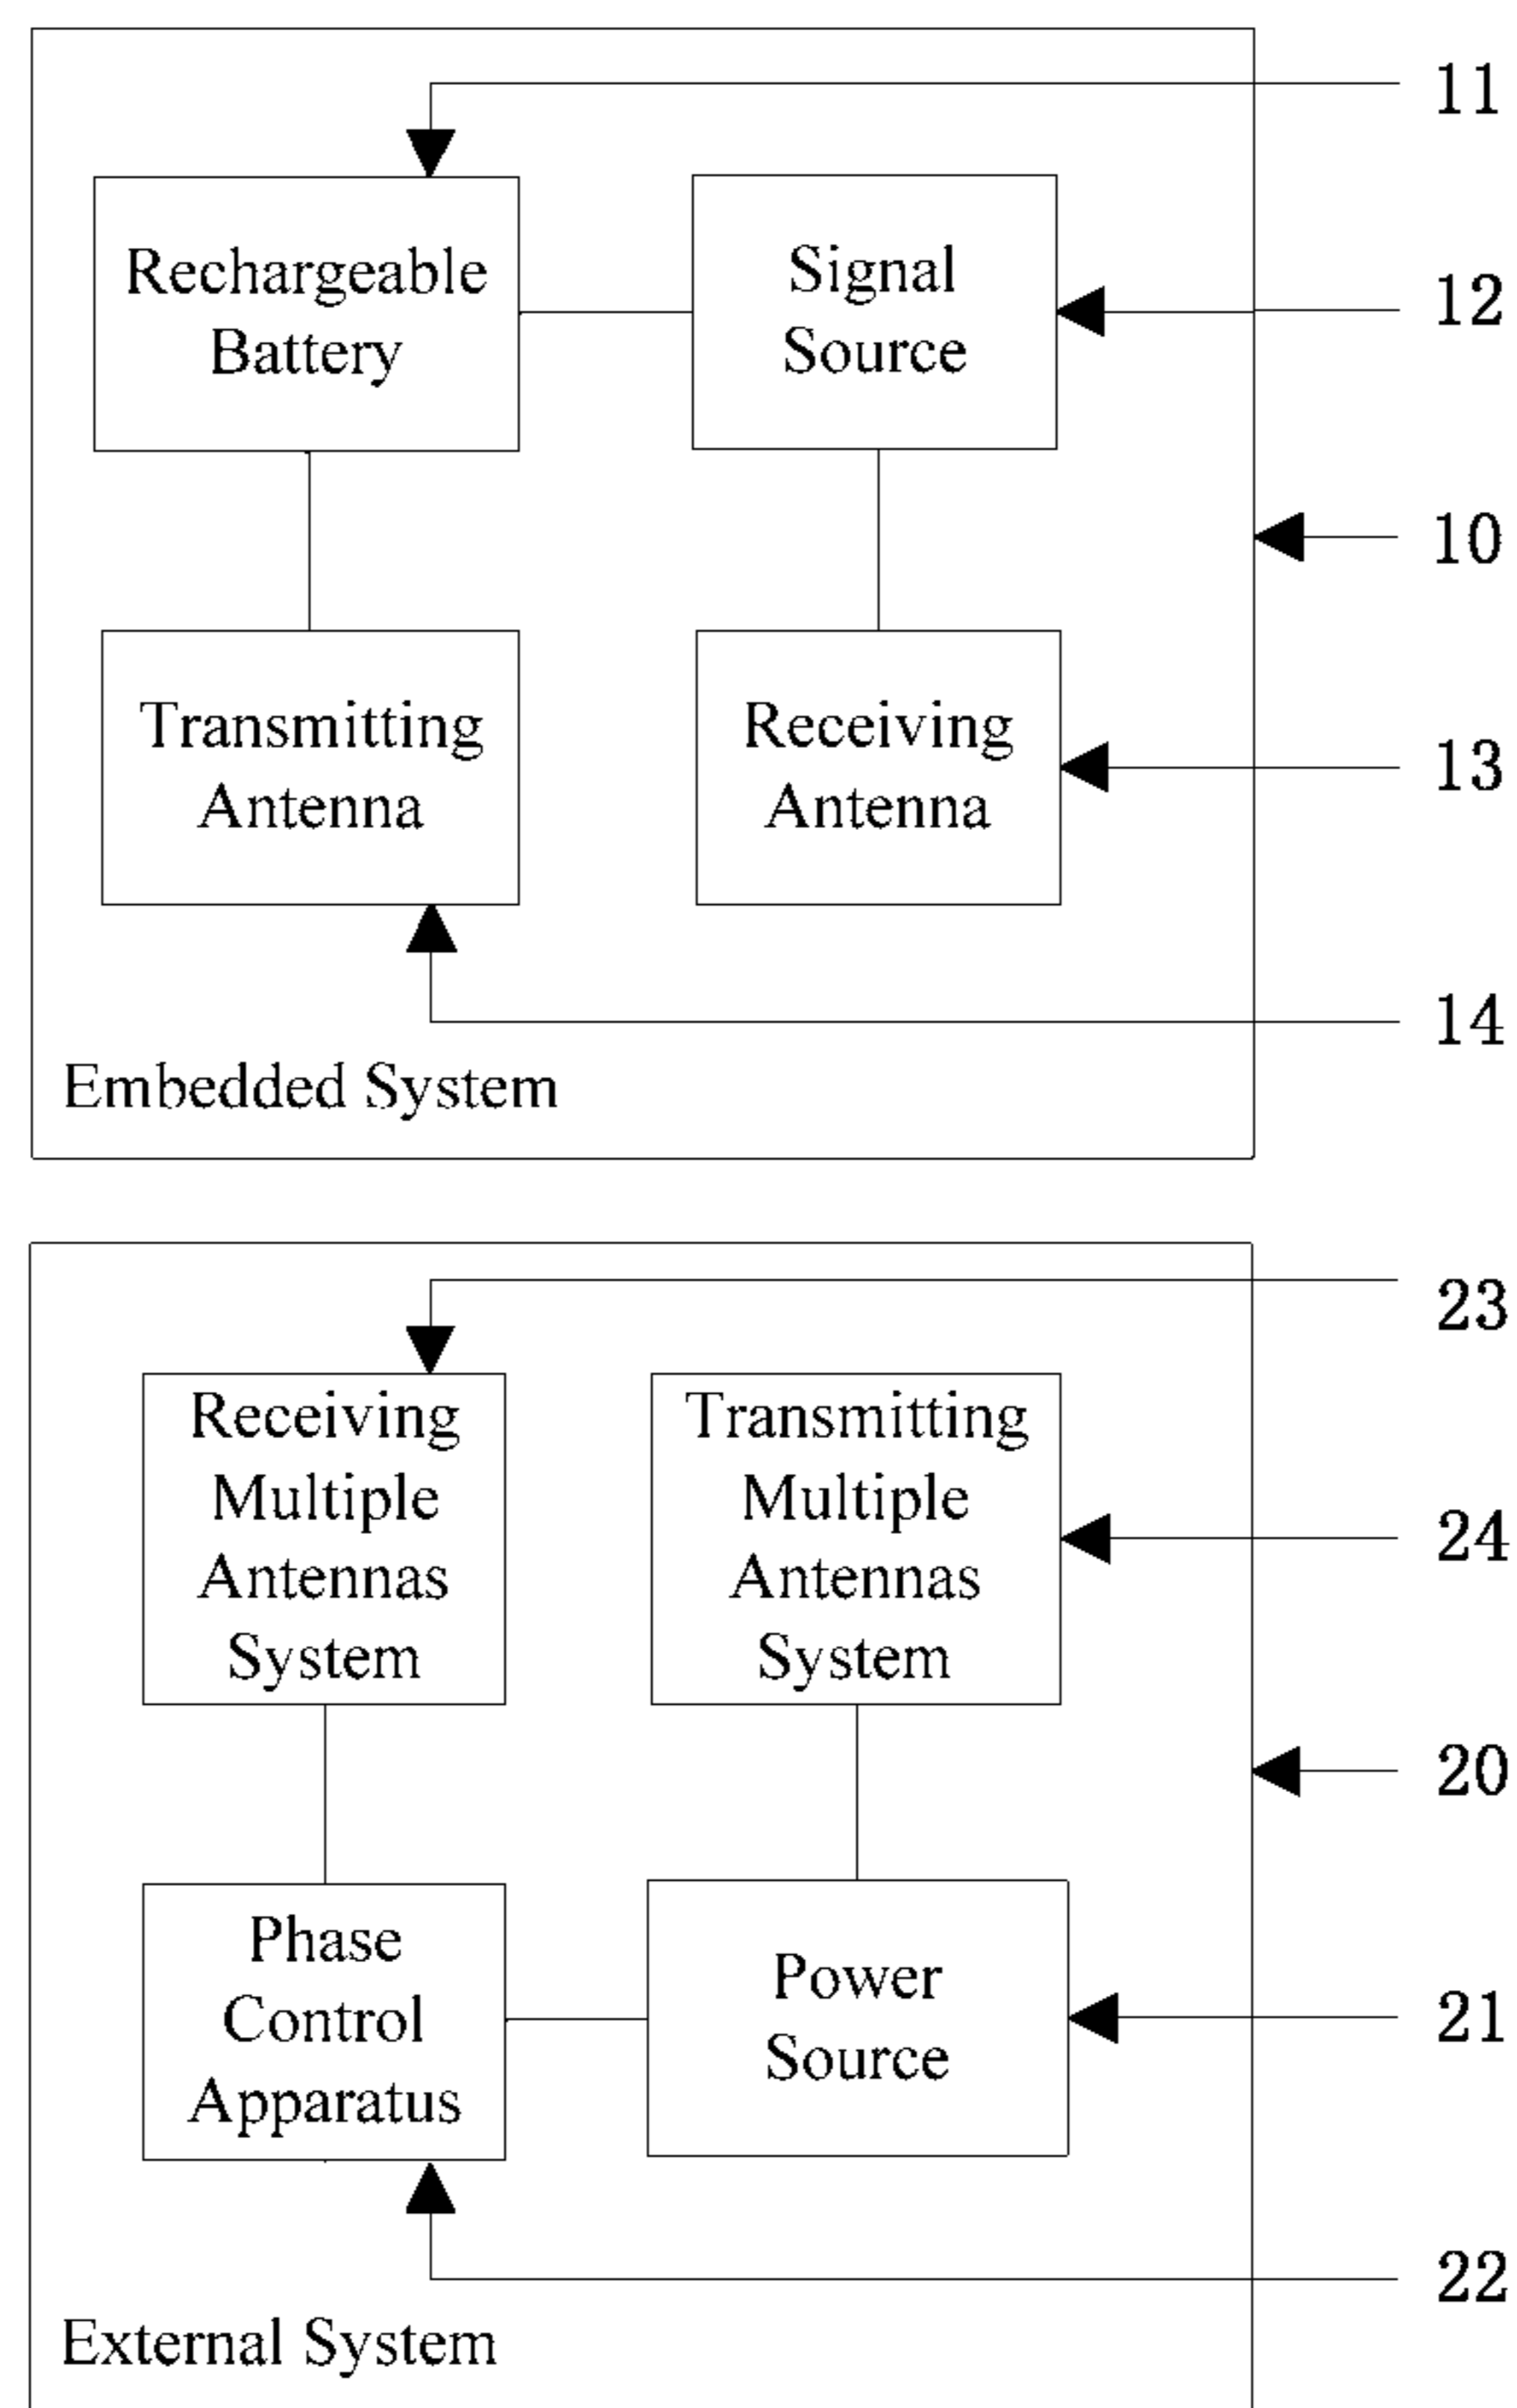 11
Rechargeable
Battery
Signal
Source
12
10
Transmitting
Antenna
Receiving
Antenna
13
14
Embedded System
23
Receiving
Multiple
Antennas
System
Transmitting
Multiple
Antennas
System
24
20
Phase
Control
Apparatus
Power
Source
21
22
External System